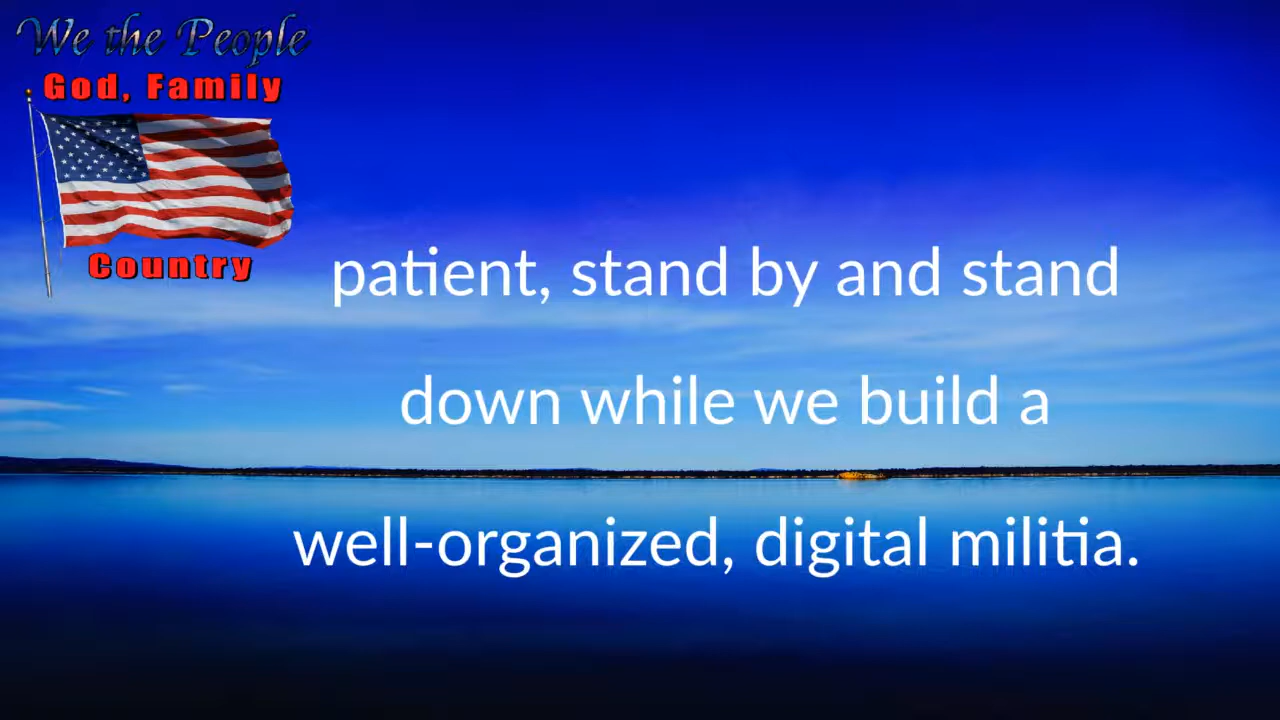 We the People
God, Family
Country
patient, stand by and stand
down while we build a
well-organized, digital militia.